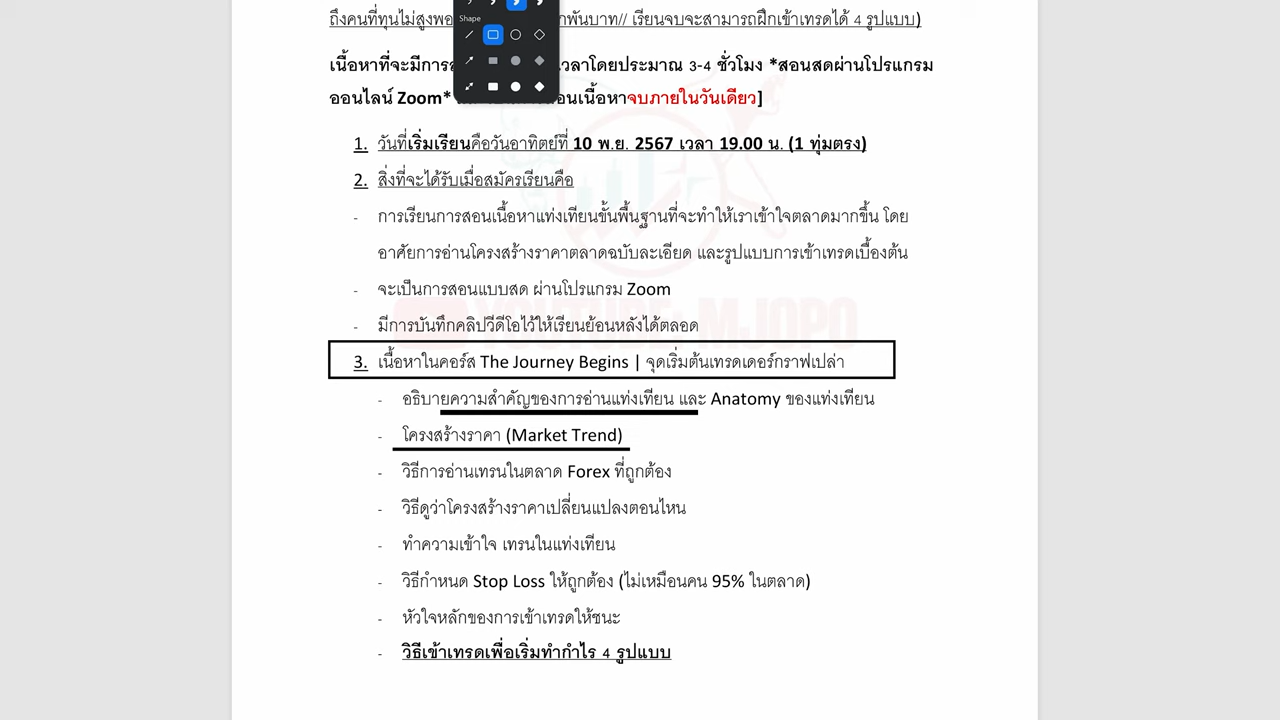 ถึงคนที่ทุนไม่สูงพอ กพันบาท// เรียนจบจะสามารถฝึกเข้าเทรดได้ 4 รูปแบบ)
Shape
เนื้อหาที่จะมีการ เวลาโดยประมาณ 3-4 ชั่วโมง *สอนสดผ่านโปรแกรม
ออนไลน์ Zoom* สอนเนื้อหาจบภายในวันเดียว]
1. วันที่เริ่มเรียนคือวันอาทิตย์ที่ 10 พ.ย. 2567 เวลา 19.00 น. (1 ทุ่มตรง)
2. สิ่งที่จะได้รับเมื่อสมัครเรียนคือ
- การเรียนการสอนเนื้อหาแท่งเทียนขั้นพื้นฐานที่จะทำให้เราเข้าใจตลาดมากขึ้น โดย
อาศัยการอ่านโครงสร้างราคาตลาดฉบับละเอียด และรูปแบบการเข้าเทรดเบื้องต้น
- จะเป็นการสอนแบบสด ผ่านโปรแกรม Zoom
YOUTUBE: MJOPO
- มีการบันทึกคลิปวีดีโอไว้ให้เรียนย้อนหลังได้ตลอด
3. เนื้อหาในคอร์ส The Journey Begins | จุดเริ่มต้นเทรดเดอร์กราฟเปล่า
- อธิบายความสำคัญของการอ่านแท่งเทียน และ Anatomy ของแท่งเทียน
- โครงสร้างราคา (Market Trend)
- วิธีการอ่านเทรนในตลาด Forex ที่ถูกต้อง
- วิธีดูว่าโครงสร้างราคาเปลี่ยนแปลงตอนไหน
- ทำความเข้าใจ เทรนในแท่งเทียน
- วิธีกำหนด Stop Loss ให้ถูกต้อง (ไม่เหมือนคน 95% ในตลาด)
- หัวใจหลักของการเข้าเทรดให้ชนะ
- วิธีเข้าเทรดเพื่อเริ่มทำกำไร 4 รูปแบบ